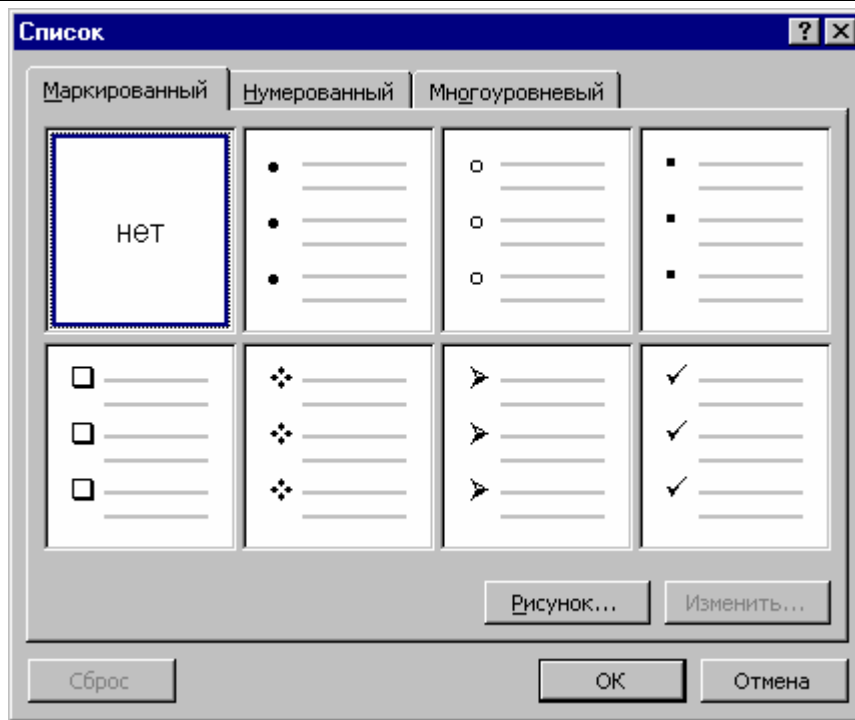 Список
Маркированный Нумерованный Многоуровневый
нет
Рисунок... Изменить...
Сброс ОК Отмена